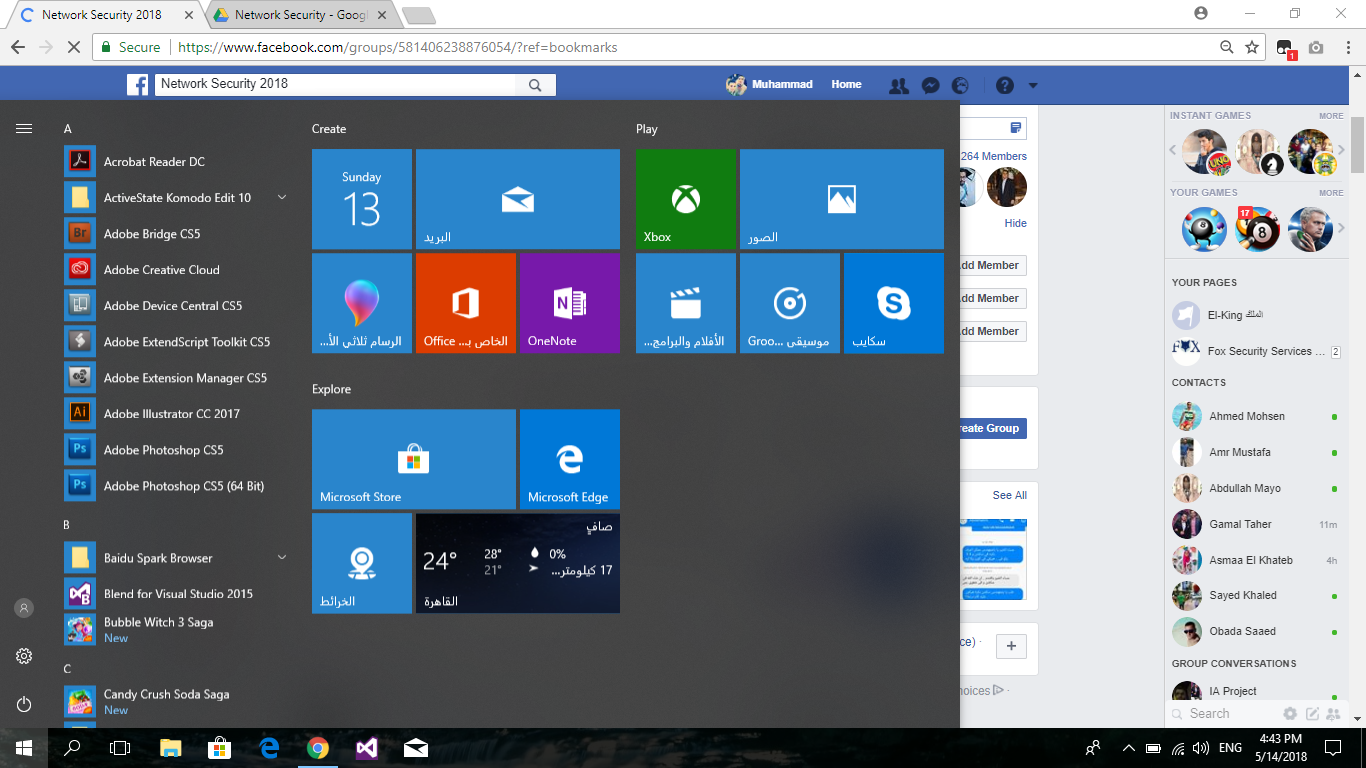 Network Security 2018
Network Security - Goog
Secure
https://www.facebook.com/groups/581406238876054/?ref=bookmarks
1
Network Security 2018
Muhammad
Home
A
Acrobat Reader DC
ActiveState Komodo Edit 10
Adobe Bridge CS5
Adobe Creative Cloud
Adobe Device Central CS5
Adobe ExtendScript Toolkit CS5
Adobe Extension Manager CS5
Adobe Illustrator CC 2017
Adobe Photoshop CS5
Adobe Photoshop CS5 (64 Bit)
B
Baidu Spark Browser
Blend for Visual Studio 2015
Bubble Witch 3 Saga
New
C
Candy Crush Soda Saga
New
Create
Sunday
13
البريد
الرسام ثلاثي الأ...
Office الخاص بـ...
OneNote
Play
Xbox
الصور
الأفلام والبرامج...
Groo... موسيقى
سكايب
Explore
Microsoft Store
Microsoft Edge
الخرائط
صافي
24°
28°
21°
0%
17 كيلومتر...
القاهرة
264 Members
Hide
dd Member
dd Member
dd Member
reate Group
See All
ce) ·
hoices
INSTANT GAMES
MORE
UNO
YOUR GAMES
MORE
17
8
YOUR PAGES
El-King الملك
Fox Security Services ...
2
CONTACTS
Ahmed Mohsen
Amr Mustafa
Abdullah Mayo
Gamal Taher
11m
Asmaa El Khateb
4h
Sayed Khaled
Obada Saaed
GROUP CONVERSATIONS
IA Project
Search
ENG
4:43 PM
5/14/2018